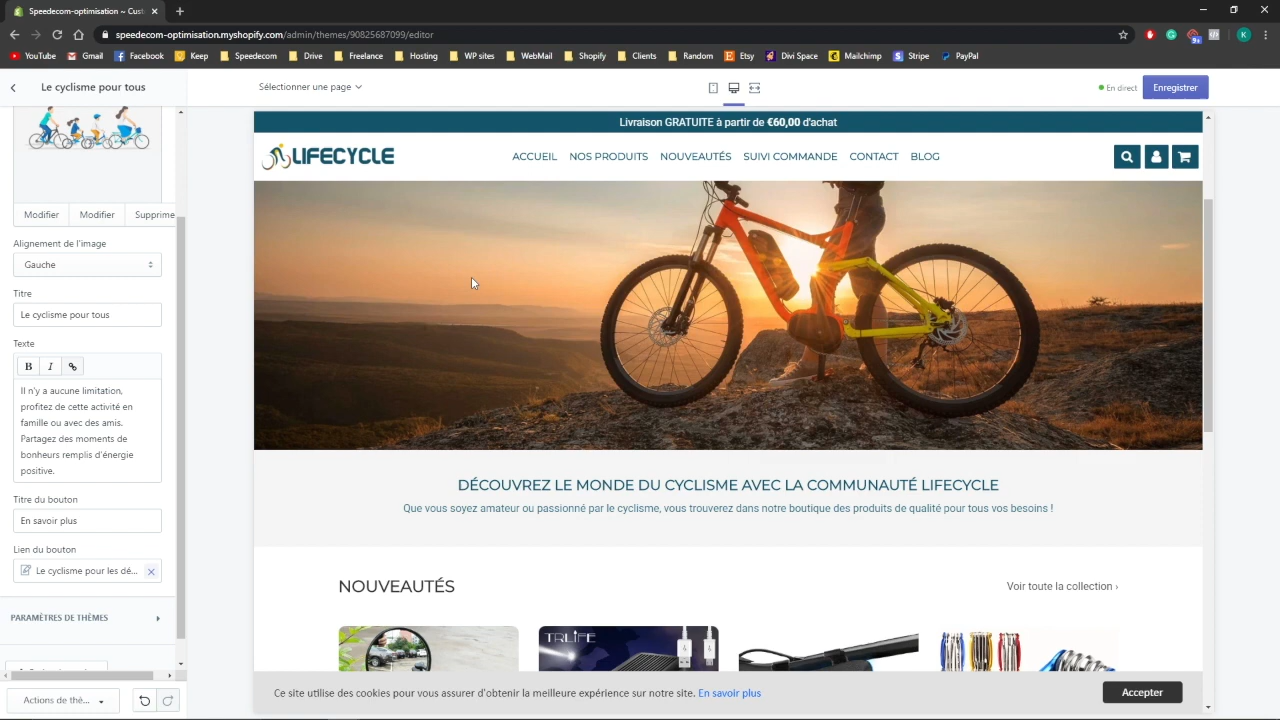 Speedecom-optimisation ~ Cust
speedecom-optimisation.myshopify.com/admin/themes/90825687099/editor
YouTube
Gmail
Facebook
Keep
Speedecom
Drive
Freelance
Hosting
WP sites
WebMail
Shopify
Clients
Random
Etsy
Divi Space
Mailchimp
Stripe
PayPal
Le cyclisme pour tous
Sélectionner une page
En direct
Enregistrer
Modifier
Modifier
Supprime
Alignement de l'image
Gauche
Titre
Le cyclisme pour tous
Texte
B I
Il n'y a aucune limitation,
profitez de cette activité en
famille ou avec des amis.
Partagez des moments de
bonheurs remplis d'énergie
positive.
Titre du bouton
En savoir plus
Lien du bouton
Le cyclisme pour les dé...
PARAMÈTRES DE THÈMES
Actions de thè...
Livraison GRATUITE à partir de €60,00 d'achat
LIFECYCLE
ACCUEIL
NOS PRODUITS
NOUVEAUTÉS
SUIVI COMMANDE
CONTACT
BLOG
DÉCOUVREZ LE MONDE DU CYCLISME AVEC LA COMMUNAUTÉ LIFECYCLE
Que vous soyez amateur ou passionné par le cyclisme, vous trouverez dans notre boutique des produits de qualité pour tous vos besoins !
NOUVEAUTÉS
Voir toute la collection ›
TRLIFE
Ce site utilise des cookies pour vous assurer d'obtenir la meilleure expérience sur notre site. En savoir plus
Accepter